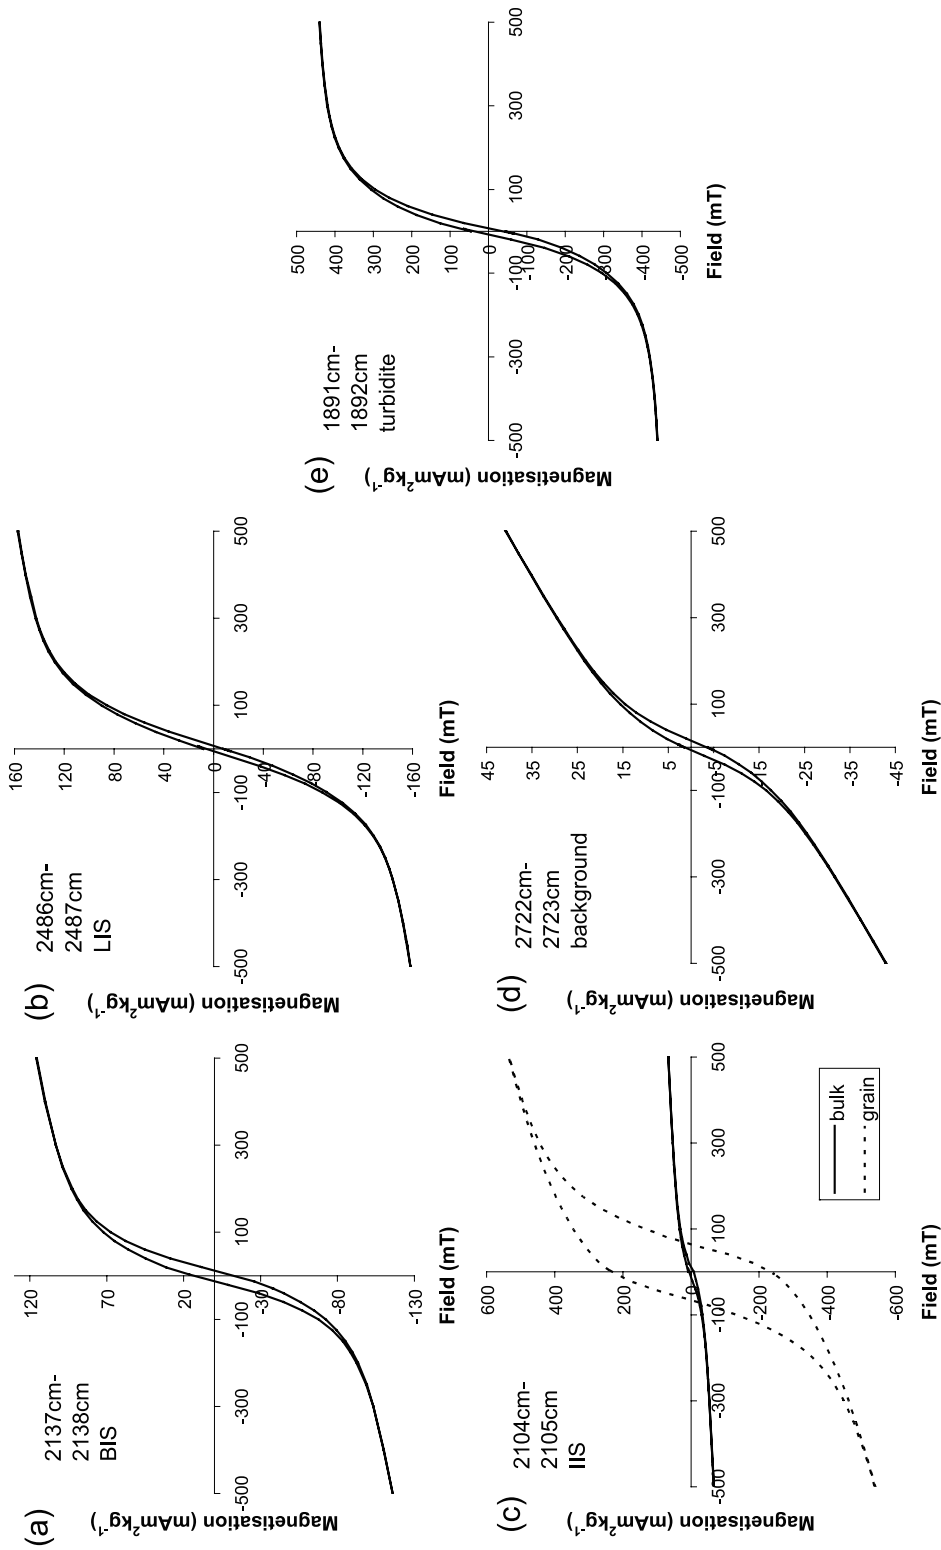 (a)
2137cm-
2138cm
BIS
Magnetisation (mAm²kg⁻¹)
120
70
20
-30
-80
-130
-500
-300
-100
100
300
500
Field (mT)
(b)
2486cm-
2487cm
LIS
Magnetisation (mAm²kg⁻¹)
160
120
80
40
0
-40
-80
-120
-160
-500
-300
-100
100
300
500
Field (mT)
(c)
2104cm-
2105cm
IIS
Magnetisation (mAm²kg⁻¹)
600
400
200
0
-200
-400
-600
-500
-300
-100
100
300
500
Field (mT)
bulk
grain
(d)
2722cm-
2723cm
background
Magnetisation (mAm²kg⁻¹)
45
35
25
15
5
-5
-15
-25
-35
-45
-500
-300
-100
100
300
500
Field (mT)
(e)
1891cm-
1892cm
turbidite
Magnetisation (mAm²kg⁻¹)
500
400
300
200
100
0
-100
-200
-300
-400
-500
-500
-300
-100
100
300
500
Field (mT)